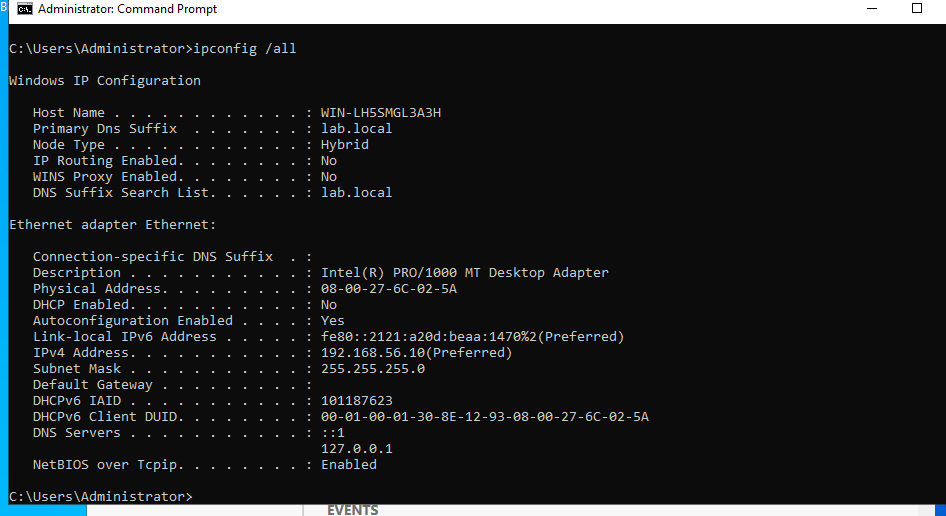 B
Administrator: Command Prompt
C:\Users\Administrator>ipconfig /all
Windows IP Configuration
Host Name . . . . . . . . . . . . : WIN-LH5SMGL3A3H
Primary Dns Suffix . . . . . . . : lab.local
Node Type . . . . . . . . . . . . : Hybrid
IP Routing Enabled. . . . . . . . : No
WINS Proxy Enabled. . . . . . . . : No
DNS Suffix Search List. . . . . . : lab.local
Ethernet adapter Ethernet:
Connection-specific DNS Suffix . :
Description . . . . . . . . . . . : Intel(R) PRO/1000 MT Desktop Adapter
Physical Address. . . . . . . . . : 08-00-27-6C-02-5A
DHCP Enabled. . . . . . . . . . . : No
Autoconfiguration Enabled . . . . : Yes
Link-local IPv6 Address . . . . . : fe80::2121:a20d:beaa:1470%2(Preferred)
IPv4 Address. . . . . . . . . . . : 192.168.56.10(Preferred)
Subnet Mask . . . . . . . . . . . : 255.255.255.0
Default Gateway . . . . . . . . . :
DHCPv6 IAID . . . . . . . . . . . : 101187623
DHCPv6 Client DUID. . . . . . . . : 00-01-00-01-30-8E-12-93-08-00-27-6C-02-5A
DNS Servers . . . . . . . . . . . : ::1
127.0.0.1
NetBIOS over Tcpip. . . . . . . . : Enabled
C:\Users\Administrator>
EVENTS